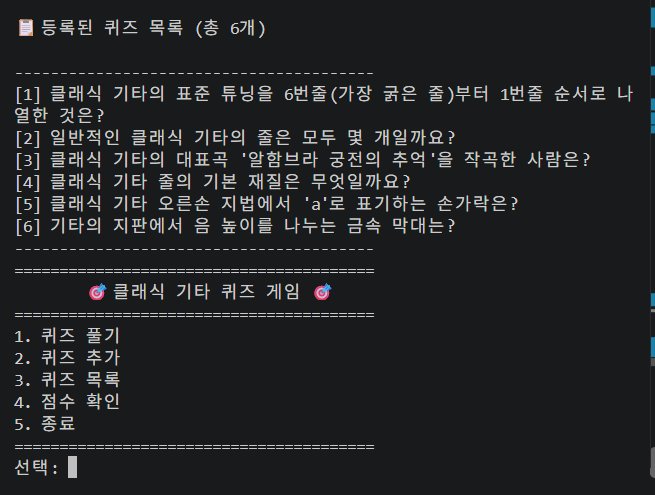 📋 등록된 퀴즈 목록 (총 6개)
----------------------------------------
[1] 클래식 기타의 표준 튜닝을 6번줄(가장 굵은 줄)부터 1번줄 순서로 나
열한 것은?
[2] 일반적인 클래식 기타의 줄은 모두 몇 개일까요?
[3] 클래식 기타의 대표곡 '알함브라 궁전의 추억'을 작곡한 사람은?
[4] 클래식 기타 줄의 기본 재질은 무엇일까요?
[5] 클래식 기타 오른손 지법에서 'a'로 표기하는 손가락은?
[6] 기타의 지판에서 음 높이를 나누는 금속 막대는?
----------------------------------------
========================================
🎯 클래식 기타 퀴즈 게임 🎯
========================================
1. 퀴즈 풀기
2. 퀴즈 추가
3. 퀴즈 목록
4. 점수 확인
5. 종료
========================================
선택: